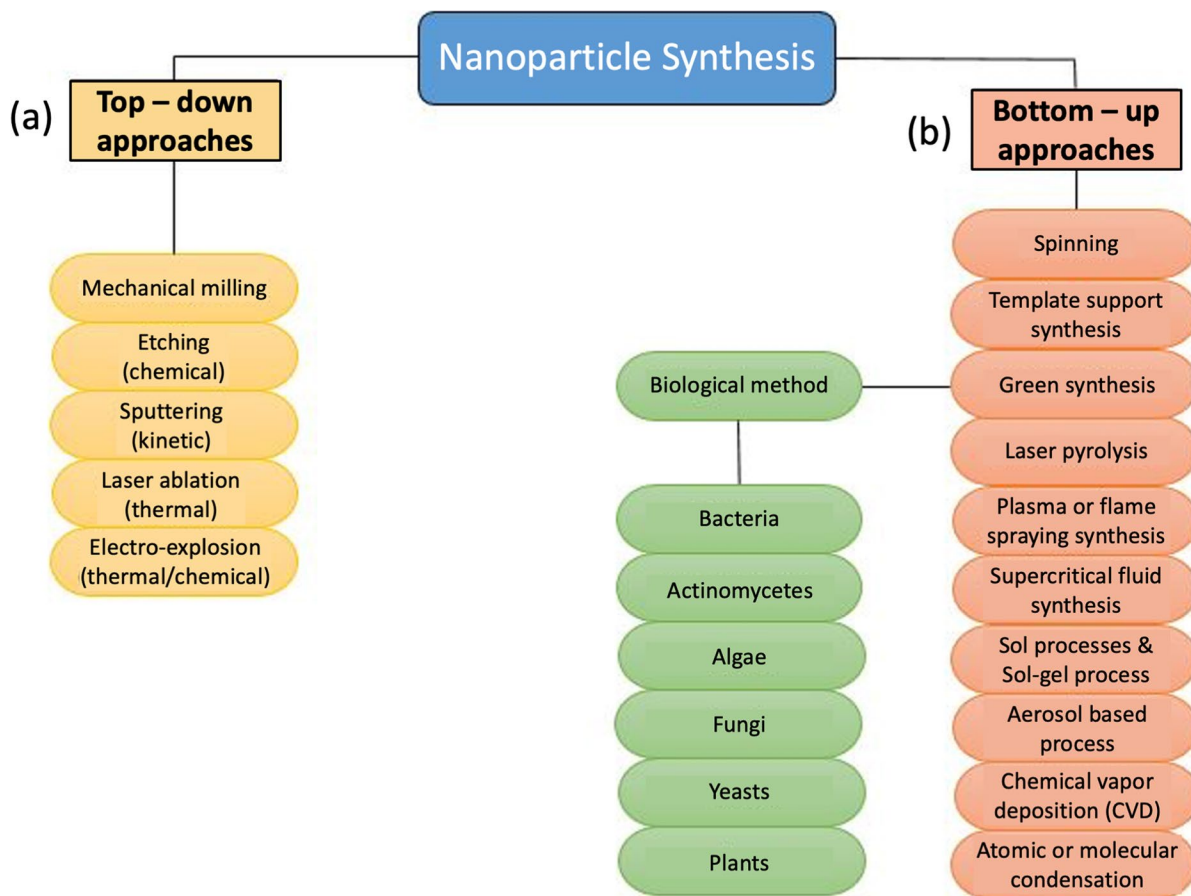 Nanoparticle Synthesis
(a)
Top – down
approaches
Mechanical milling
Etching
(chemical)
Sputtering
(kinetic)
Laser ablation
(thermal)
Electro-explosion
(thermal/chemical)
(b)
Bottom – up
approaches
Spinning
Template support
synthesis
Green synthesis
Laser pyrolysis
Plasma or flame
spraying synthesis
Supercritical fluid
synthesis
Sol processes &
Sol-gel process
Aerosol based
process
Chemical vapor
deposition (CVD)
Atomic or molecular
condensation
Biological method
Bacteria
Actinomycetes
Algae
Fungi
Yeasts
Plants